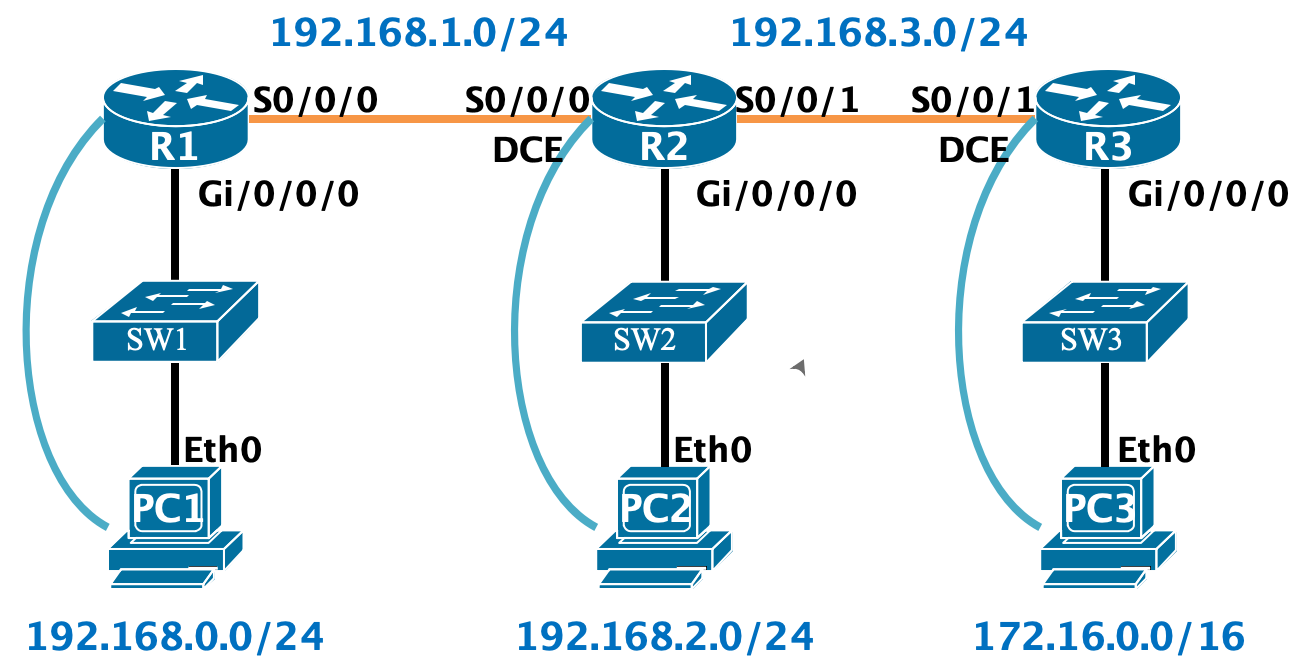 192.168.1.0/24
192.168.3.0/24
S0/0/0
S0/0/0
S0/0/1
S0/0/1
R1
DCE
R2
DCE
R3
Gi/0/0/0
Gi/0/0/0
Gi/0/0/0
SW1
SW2
SW3
Eth0
Eth0
Eth0
PC1
PC2
PC3
192.168.0.0/24
192.168.2.0/24
172.16.0.0/16